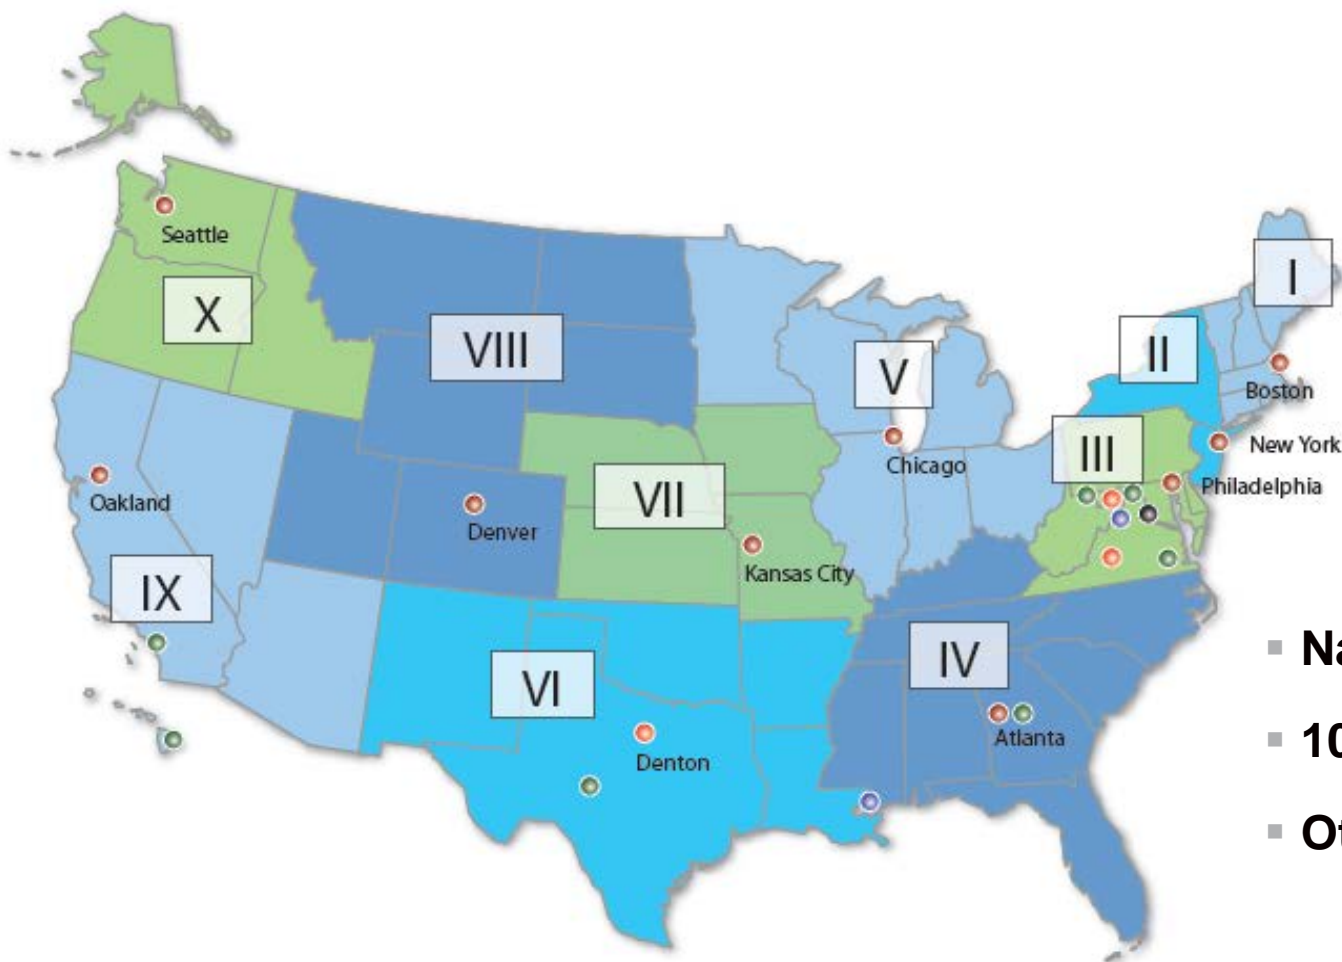 Seattle
X
VIII
I
II
V
Boston
III
New York
Chicago
Philadelphia
Oakland
Denver
VII
Kansas City
IX
IV
VI
Atlanta
Denton
▪ Na
▪ 10
▪ Ot